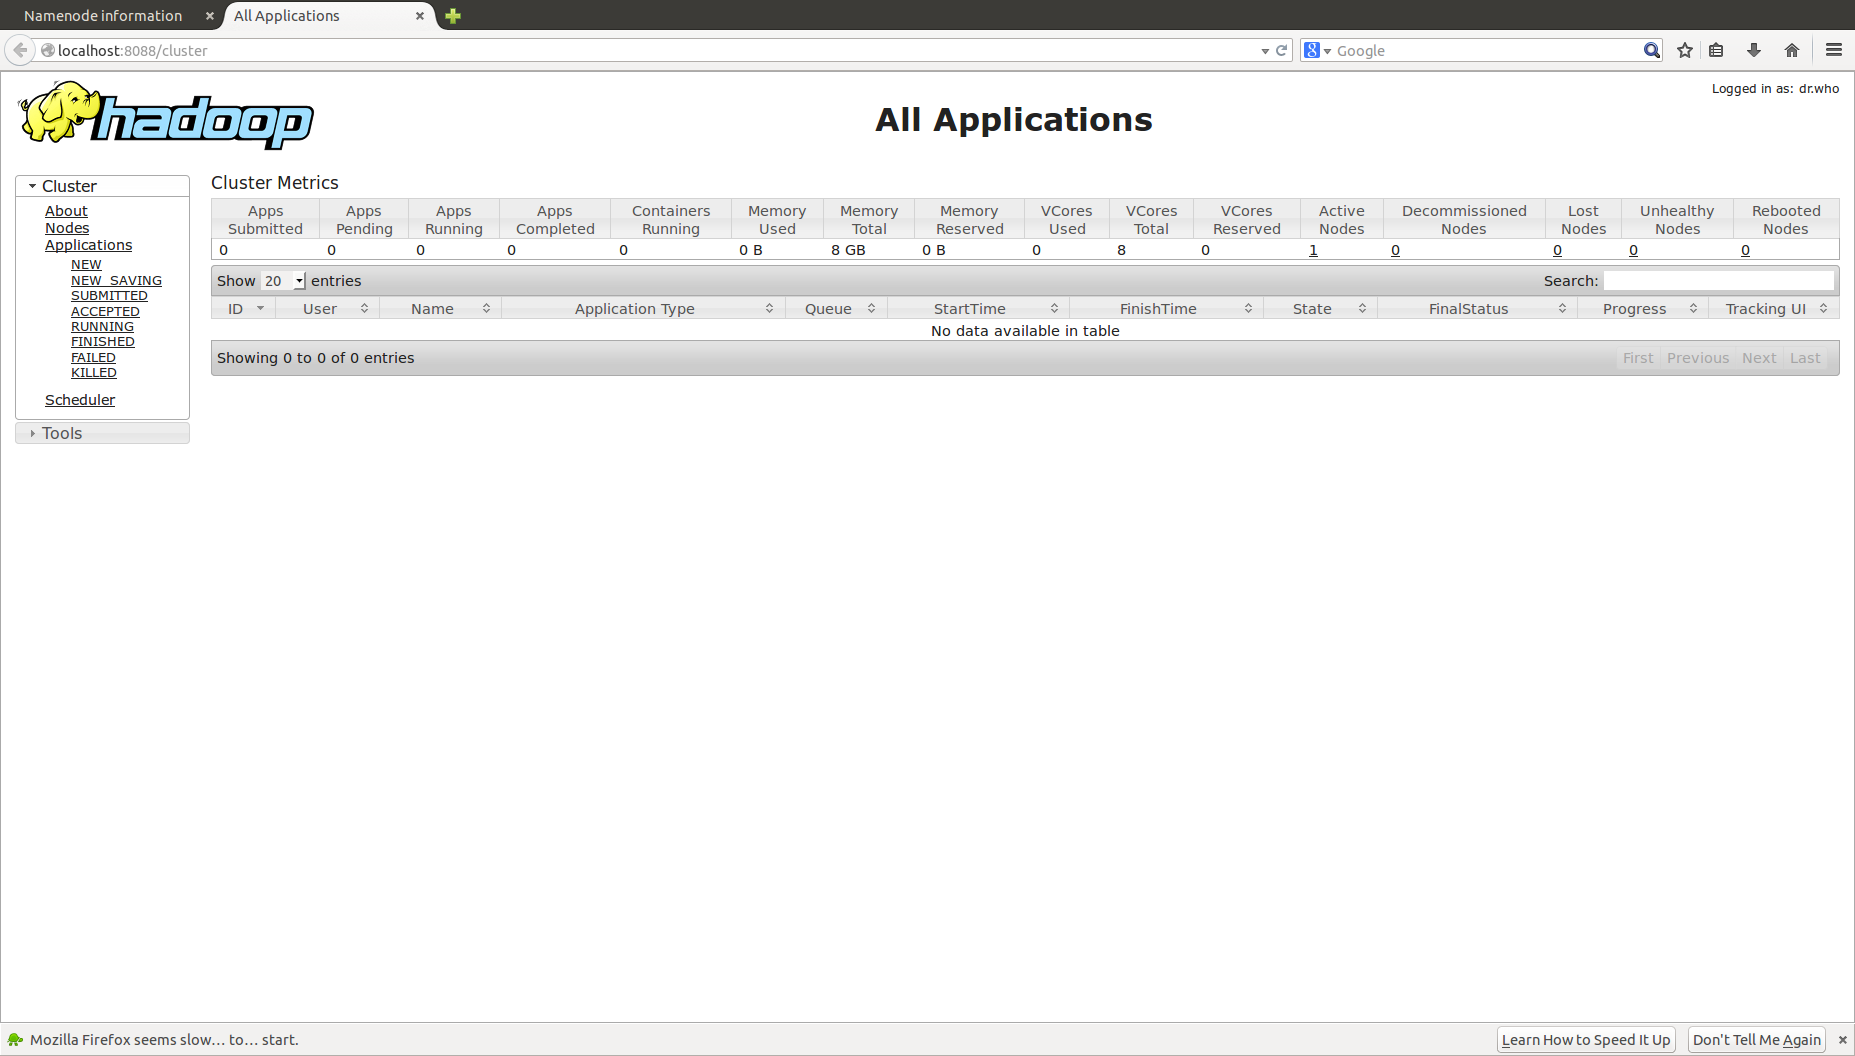 Namenode information
All Applications
localhost:8088/cluster
Google
hadoop
Logged in as: dr.who
All Applications
Cluster
About
Nodes
Applications
NEW
NEW_SAVING
SUBMITTED
ACCEPTED
RUNNING
FINISHED
FAILED
KILLED
Scheduler
Tools
Cluster Metrics
Apps Submitted Apps Pending Apps Running Apps Completed Containers Running Memory Used Memory Total Memory Reserved VCores Used VCores Total VCores Reserved Active Nodes Decommissioned Nodes Lost Nodes Unhealthy Nodes Rebooted Nodes
0 0 0 0 0 0 B 8 GB 0 B 0 8 0 1 0 0 0 0
Show 20 entries Search:
ID User Name Application Type Queue StartTime FinishTime State FinalStatus Progress Tracking UI
No data available in table
Showing 0 to 0 of 0 entries First Previous Next Last
Mozilla Firefox seems slow... to... start. Learn How to Speed It Up Don't Tell Me Again